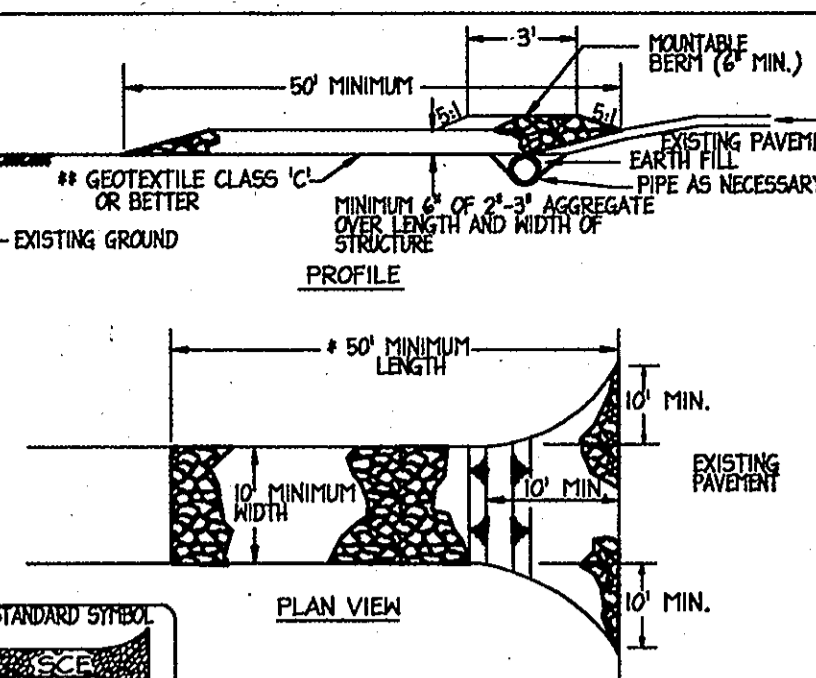 3'
MOUNTABLE
BERM (6" MIN.)
50' MINIMUM
5:1
5:1
EXISTING PAVEME
EARTH FILL
** GEOTEXTILE CLASS 'C'
OR BETTER
PIPE AS NECESSARY
MINIMUM 6" OF 2"-3" AGGREGATE
OVER LENGTH AND WIDTH OF
STRUCTURE
EXISTING GROUND
PROFILE
* 50' MINIMUM
LENGTH
10' MIN.
10' MINIMUM
WIDTH
10' MIN.
EXISTING
PAVEMENT
10' MIN.
PLAN VIEW
STANDARD SYMBOL
SCE